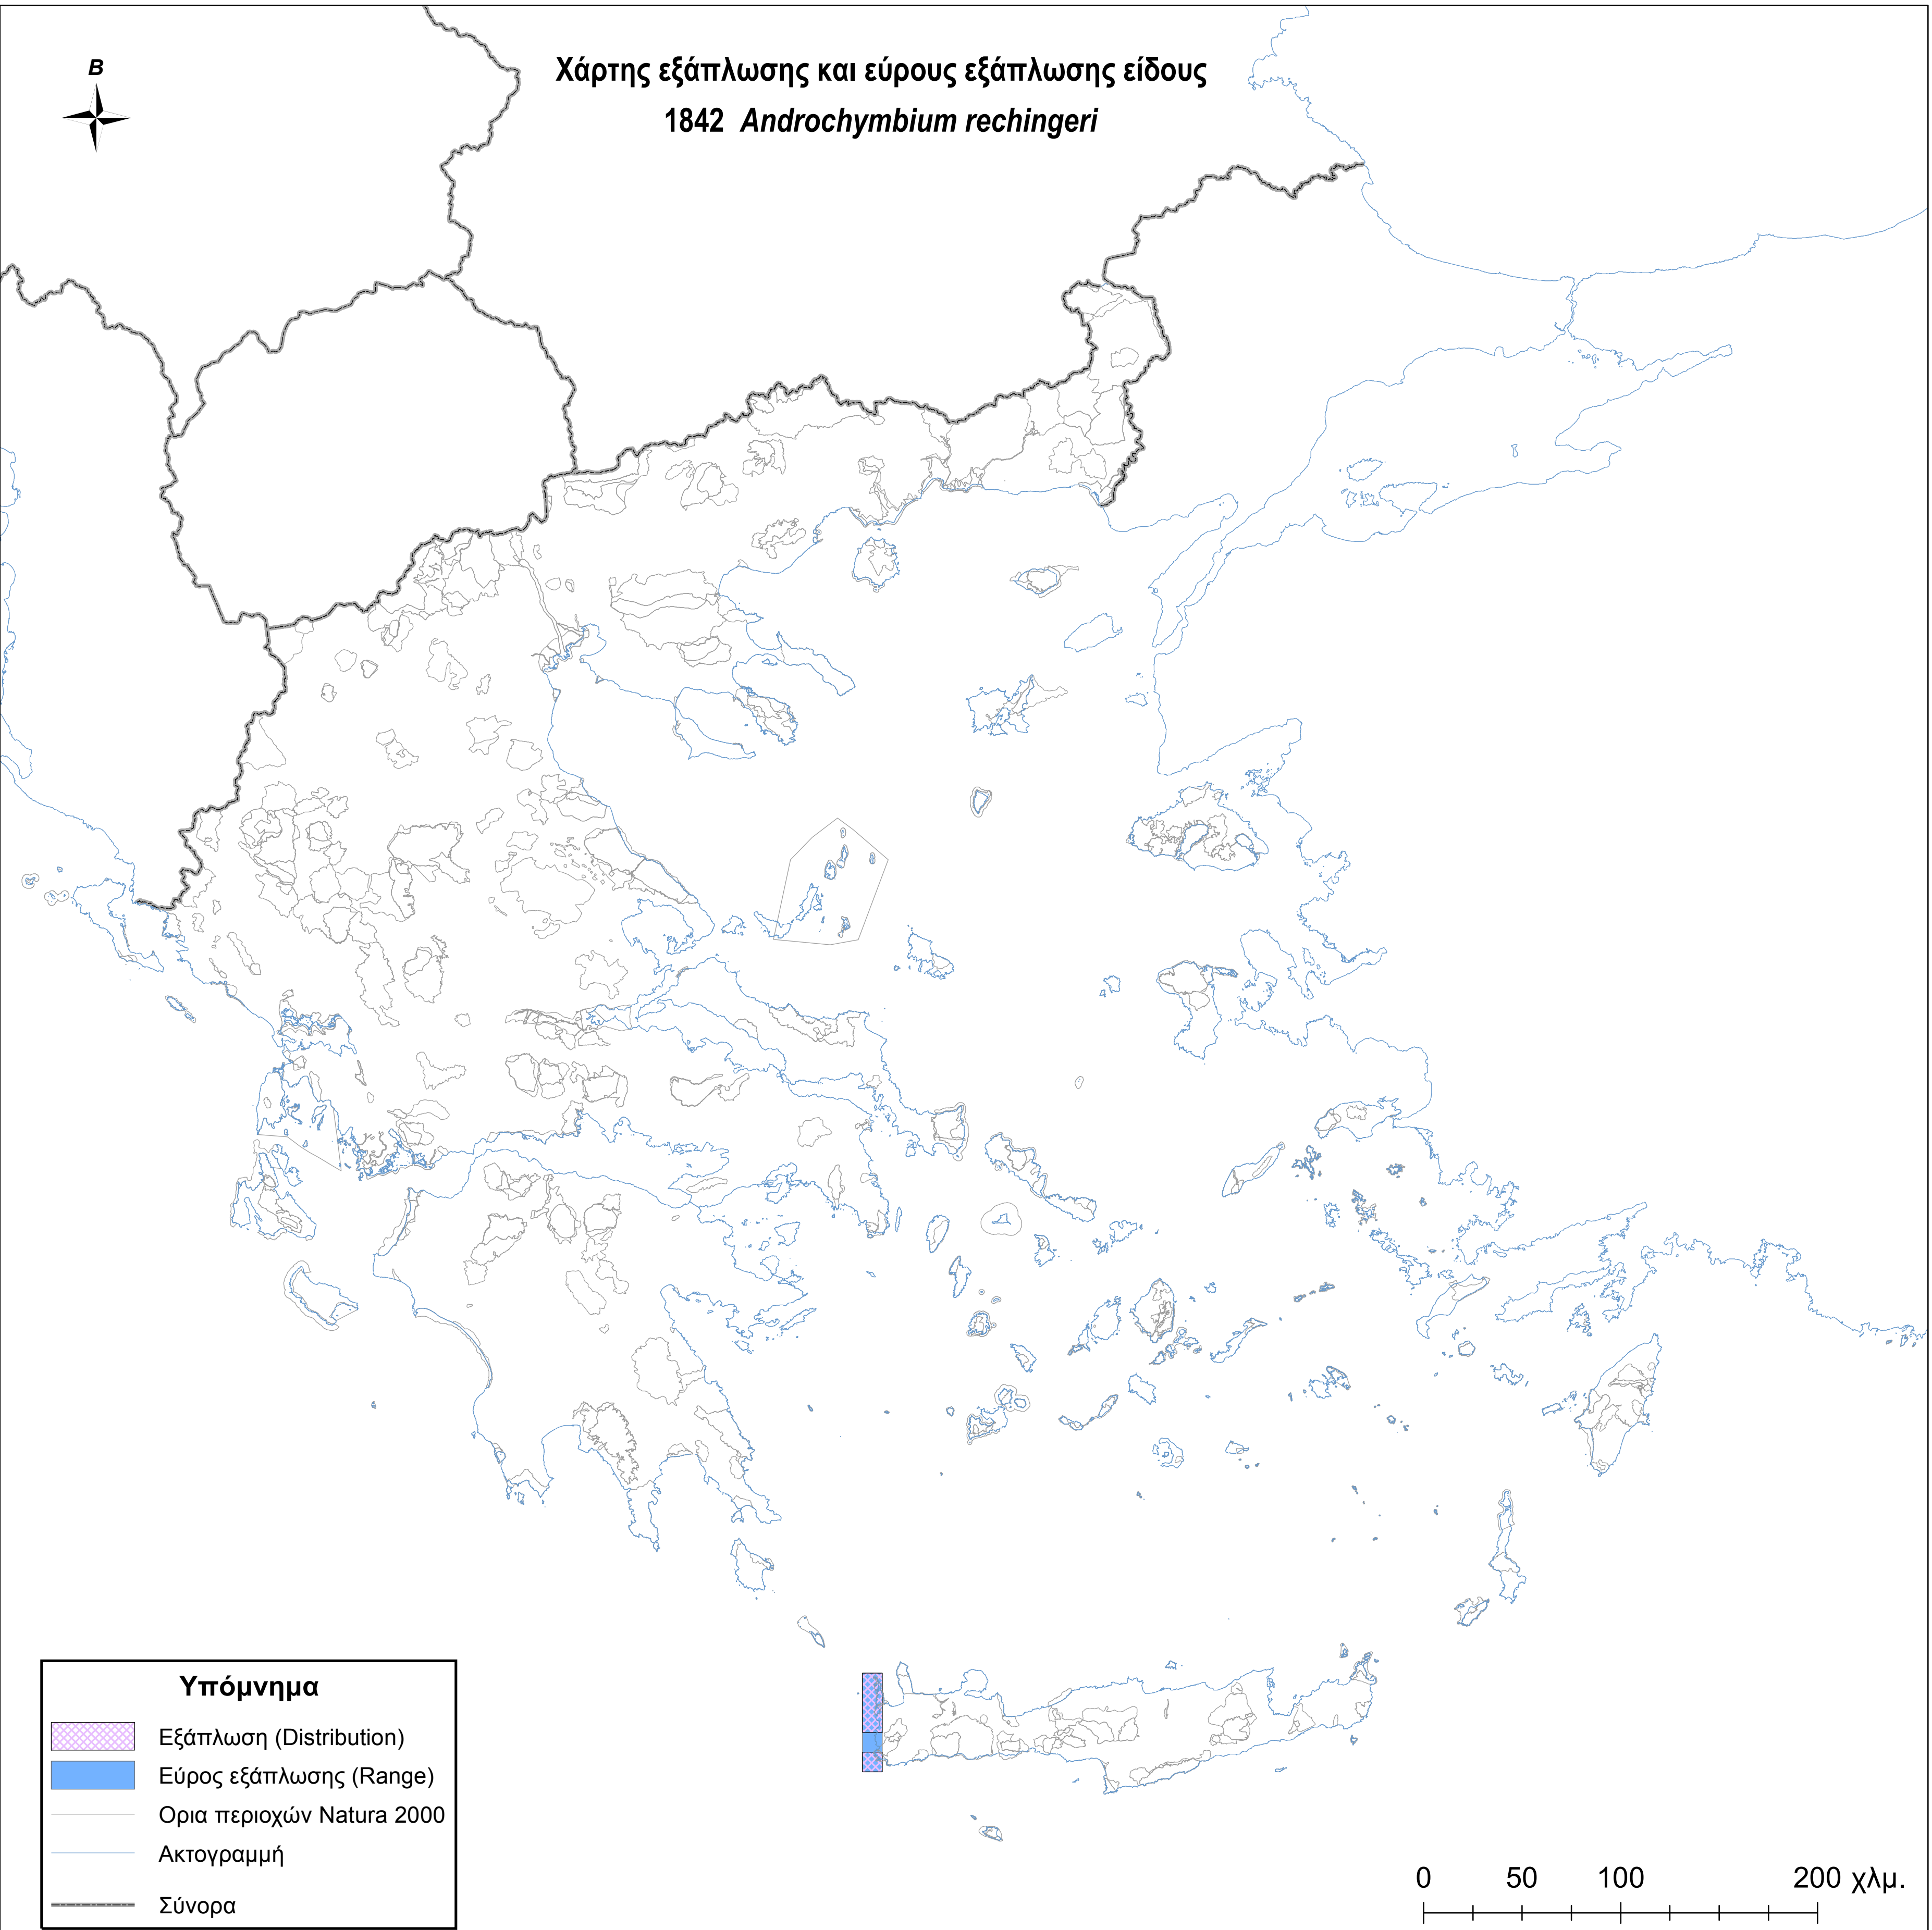 B
Χάρτης εξάπλωσης και εύρους εξάπλωσης είδους
1842 Androchymbium rechingeri
Υπόμνημα
Εξάπλωση (Distribution)
Εύρος εξάπλωσης (Range)
Ορια περιοχών Natura 2000
Ακτογραμμή
Σύνορα
0 50 100 200 χλμ.